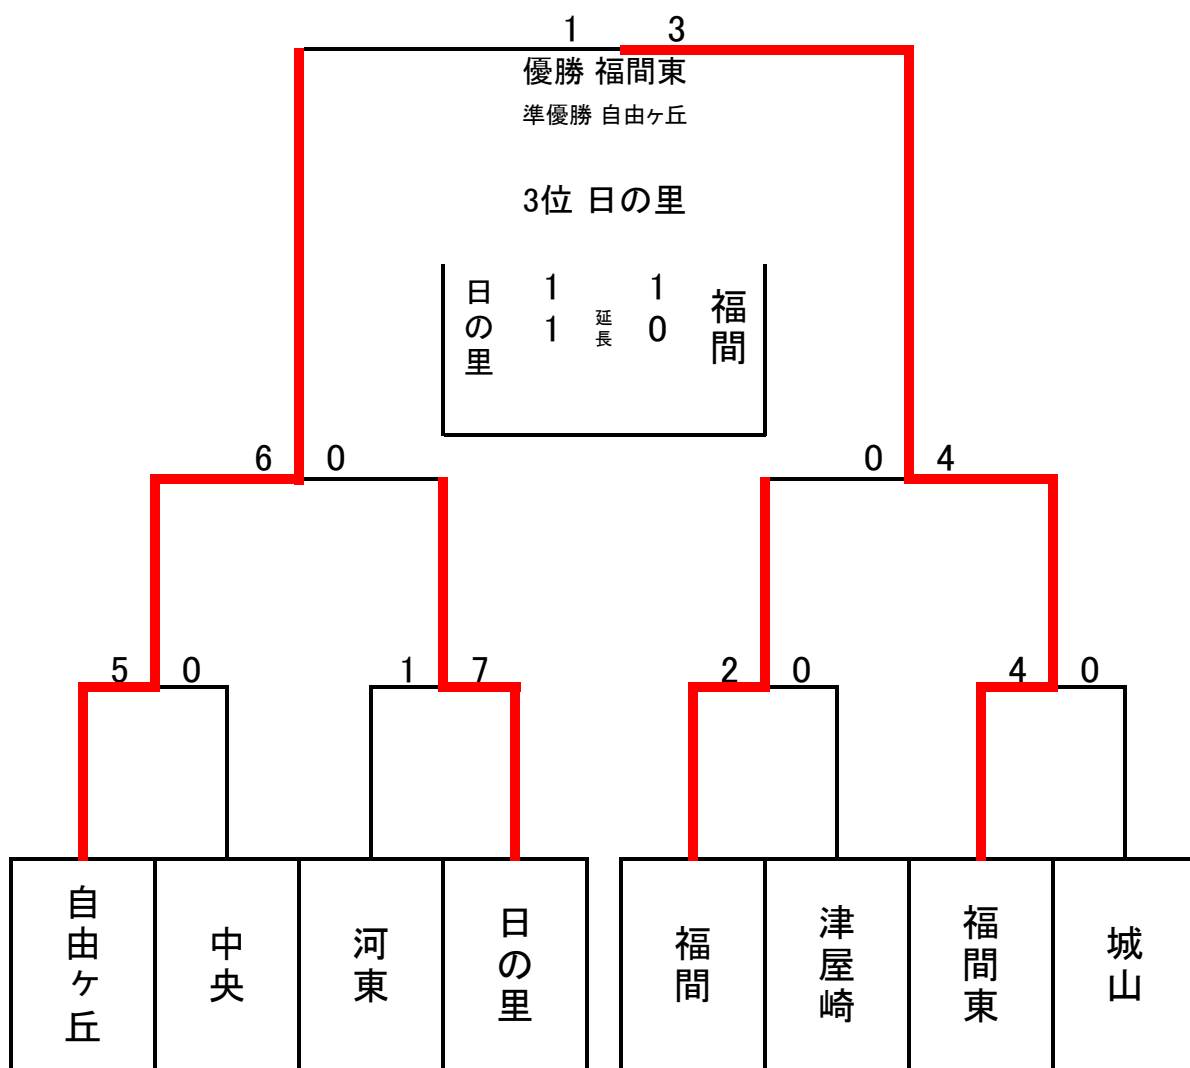 1 3
優勝 福間東
準優勝 自由ヶ丘
3位 日の里
日の里
1 1
1 延長 0
福間
6 0
0 4
5 0
1 7
2 0
4 0
自由ヶ丘
中央
河東
日の里
福間
津屋崎
福間東
城山